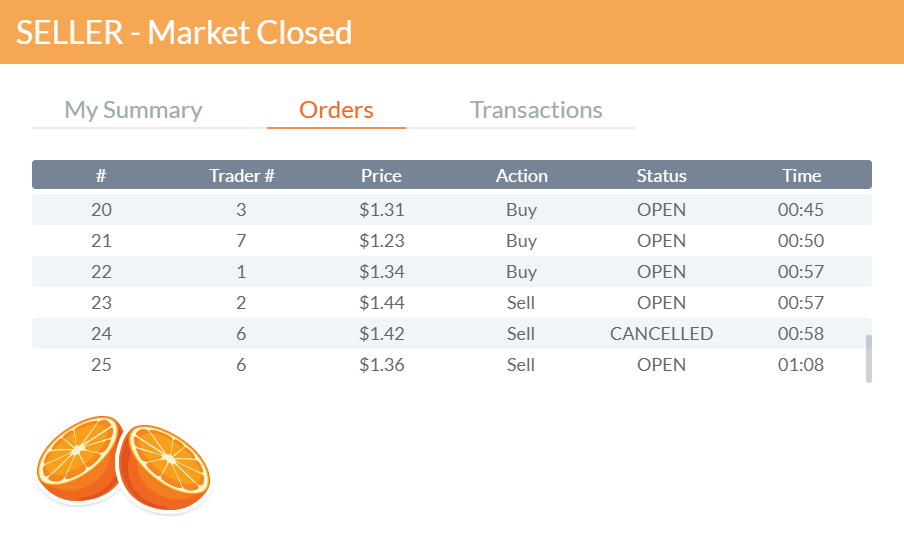 SELLER - Market Closed
My Summary Orders Transactions
# Trader # Price Action Status Time
20 3 $1.31 Buy OPEN 00:45
21 7 $1.23 Buy OPEN 00:50
22 1 $1.34 Buy OPEN 00:57
23 2 $1.44 Sell OPEN 00:57
24 6 $1.42 Sell CANCELLED 00:58
25 6 $1.36 Sell OPEN 01:08